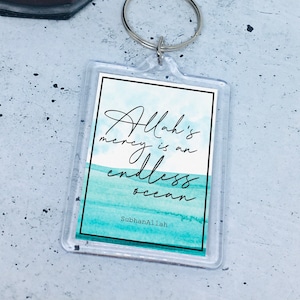 Allah's
mercy is an
endless
ocean
SubhanAllah